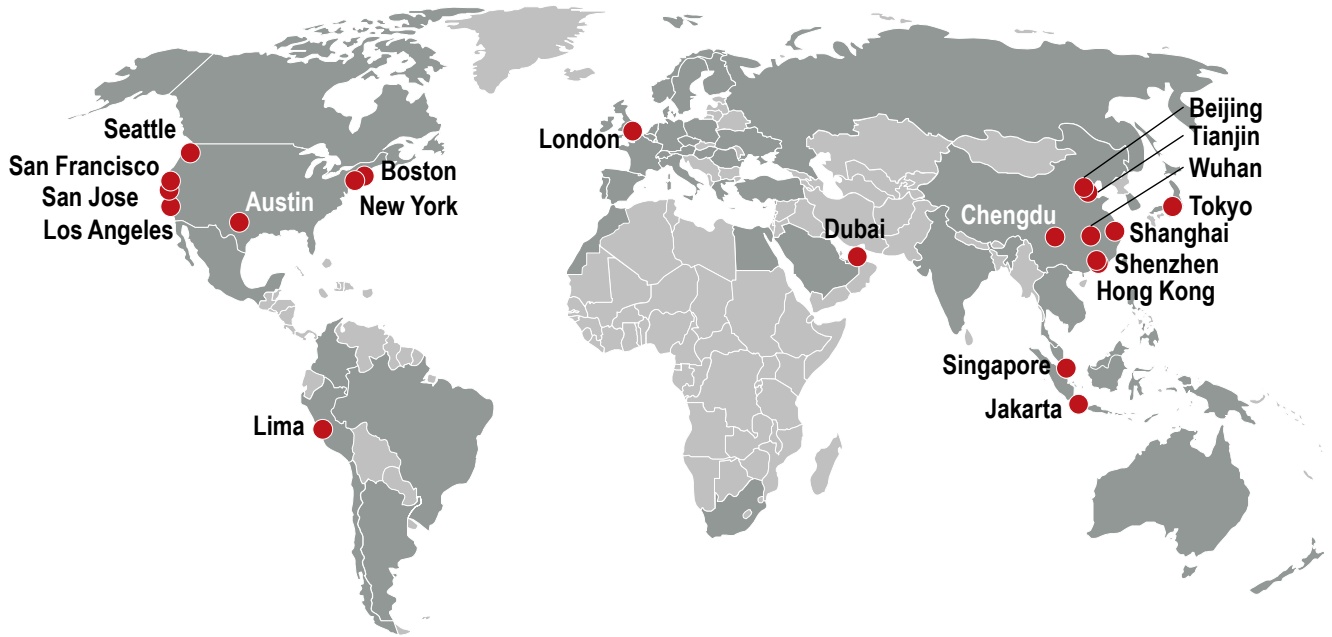 Seattle
San Francisco
San Jose
Los Angeles
Austin
Boston
New York
Lima
London
Dubai
Beijing
Tianjin
Wuhan
Chengdu
Tokyo
Shanghai
Shenzhen
Hong Kong
Singapore
Jakarta